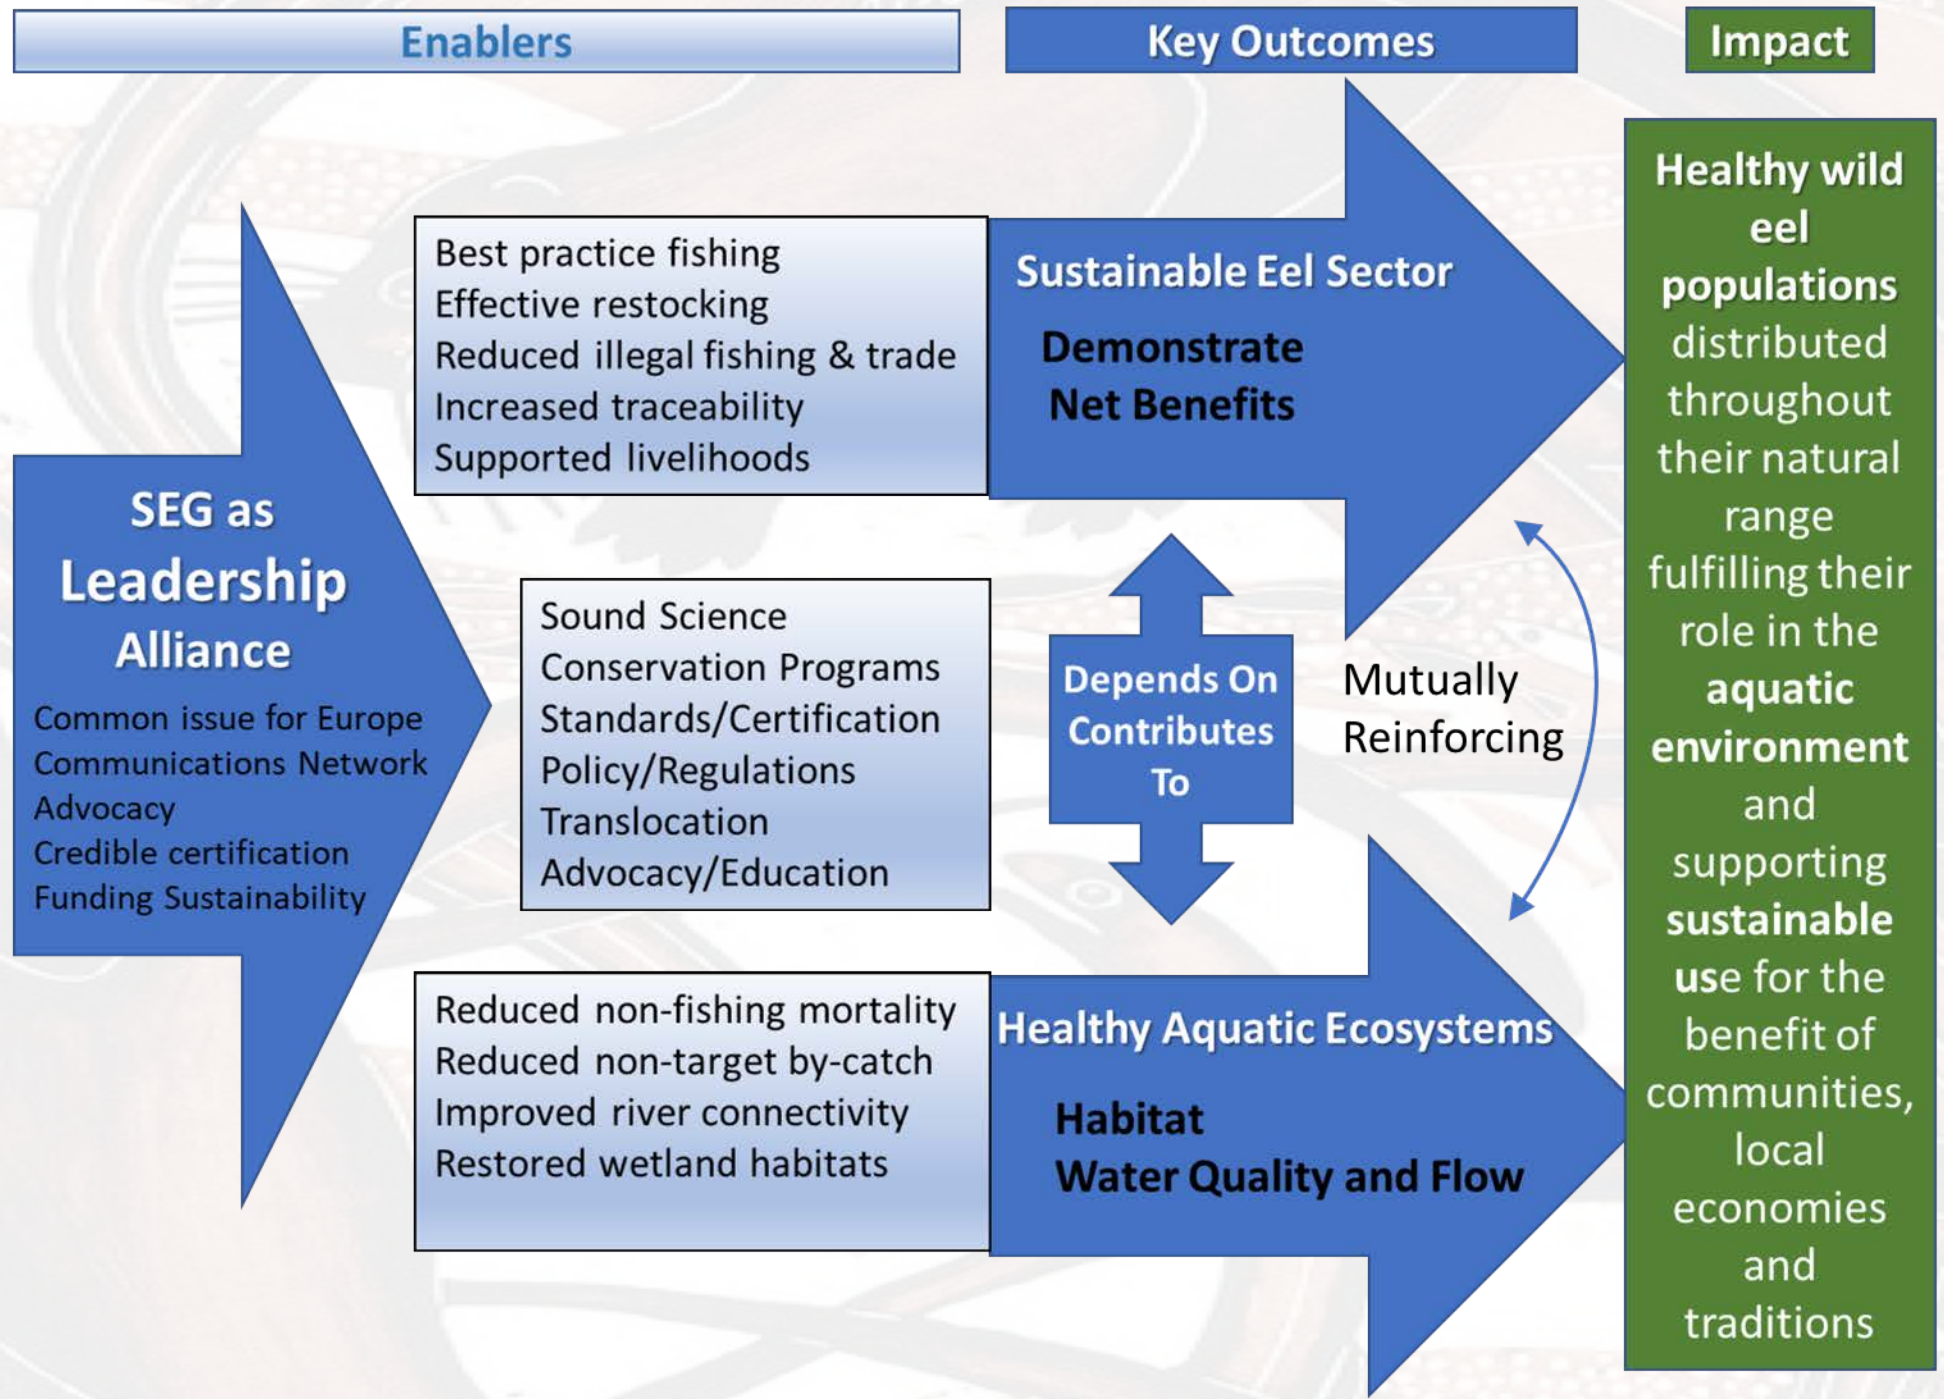 Enablers
Key Outcomes
Impact
SEG as
Leadership
Alliance
Common issue for Europe
Communications Network
Advocacy
Credible certification
Funding Sustainability
Best practice fishing
Effective restocking
Reduced illegal fishing & trade
Increased traceability
Supported livelihoods
Sound Science
Conservation Programs
Standards/Certification
Policy/Regulations
Translocation
Advocacy/Education
Reduced non-fishing mortality
Reduced non-target by-catch
Improved river connectivity
Restored wetland habitats
Sustainable Eel Sector
Demonstrate
Net Benefits
Depends On
Contributes
To
Mutually
Reinforcing
Healthy Aquatic Ecosystems
Habitat
Water Quality and Flow
Healthy wild
eel
populations
distributed
throughout
their natural
range
fulfilling their
role in the
aquatic
environment
and
supporting
sustainable
use for the
benefit of
communities,
local
economies
and
traditions